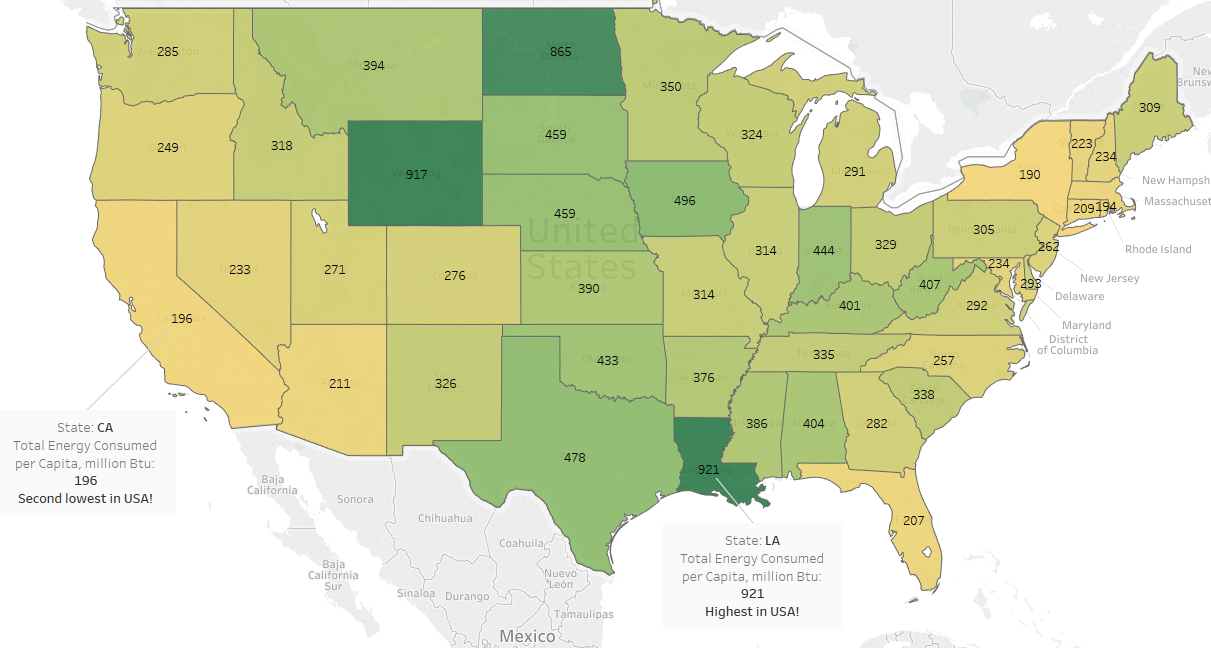 285
394
865
350
309
223
234
324
249
318
459
291
190
917
New Hampsh
Massachuset
496
209
194
459
305
United
States
314
444
329
262
Rhode Island
233
271
276
234
New Jersey
293
390
314
407
Delaware
401
292
196
Maryland
District
of Columbia
335
257
433
376
211
326
338
386
404
282
State: CA
Total Energy Consumed
per Capita, million Btu:
196
Second lowest in USA!
478
921
207
Baja
California
Sonora
Chihuahua
Coahuila
State: LA
Total Energy Consumed
per Capita, million Btu:
921
Highest in USA!
Baja
California
Sur
Sinaloa
Durango
Nuevo
León
Tamaulipas
Mexico
New
Brunsw